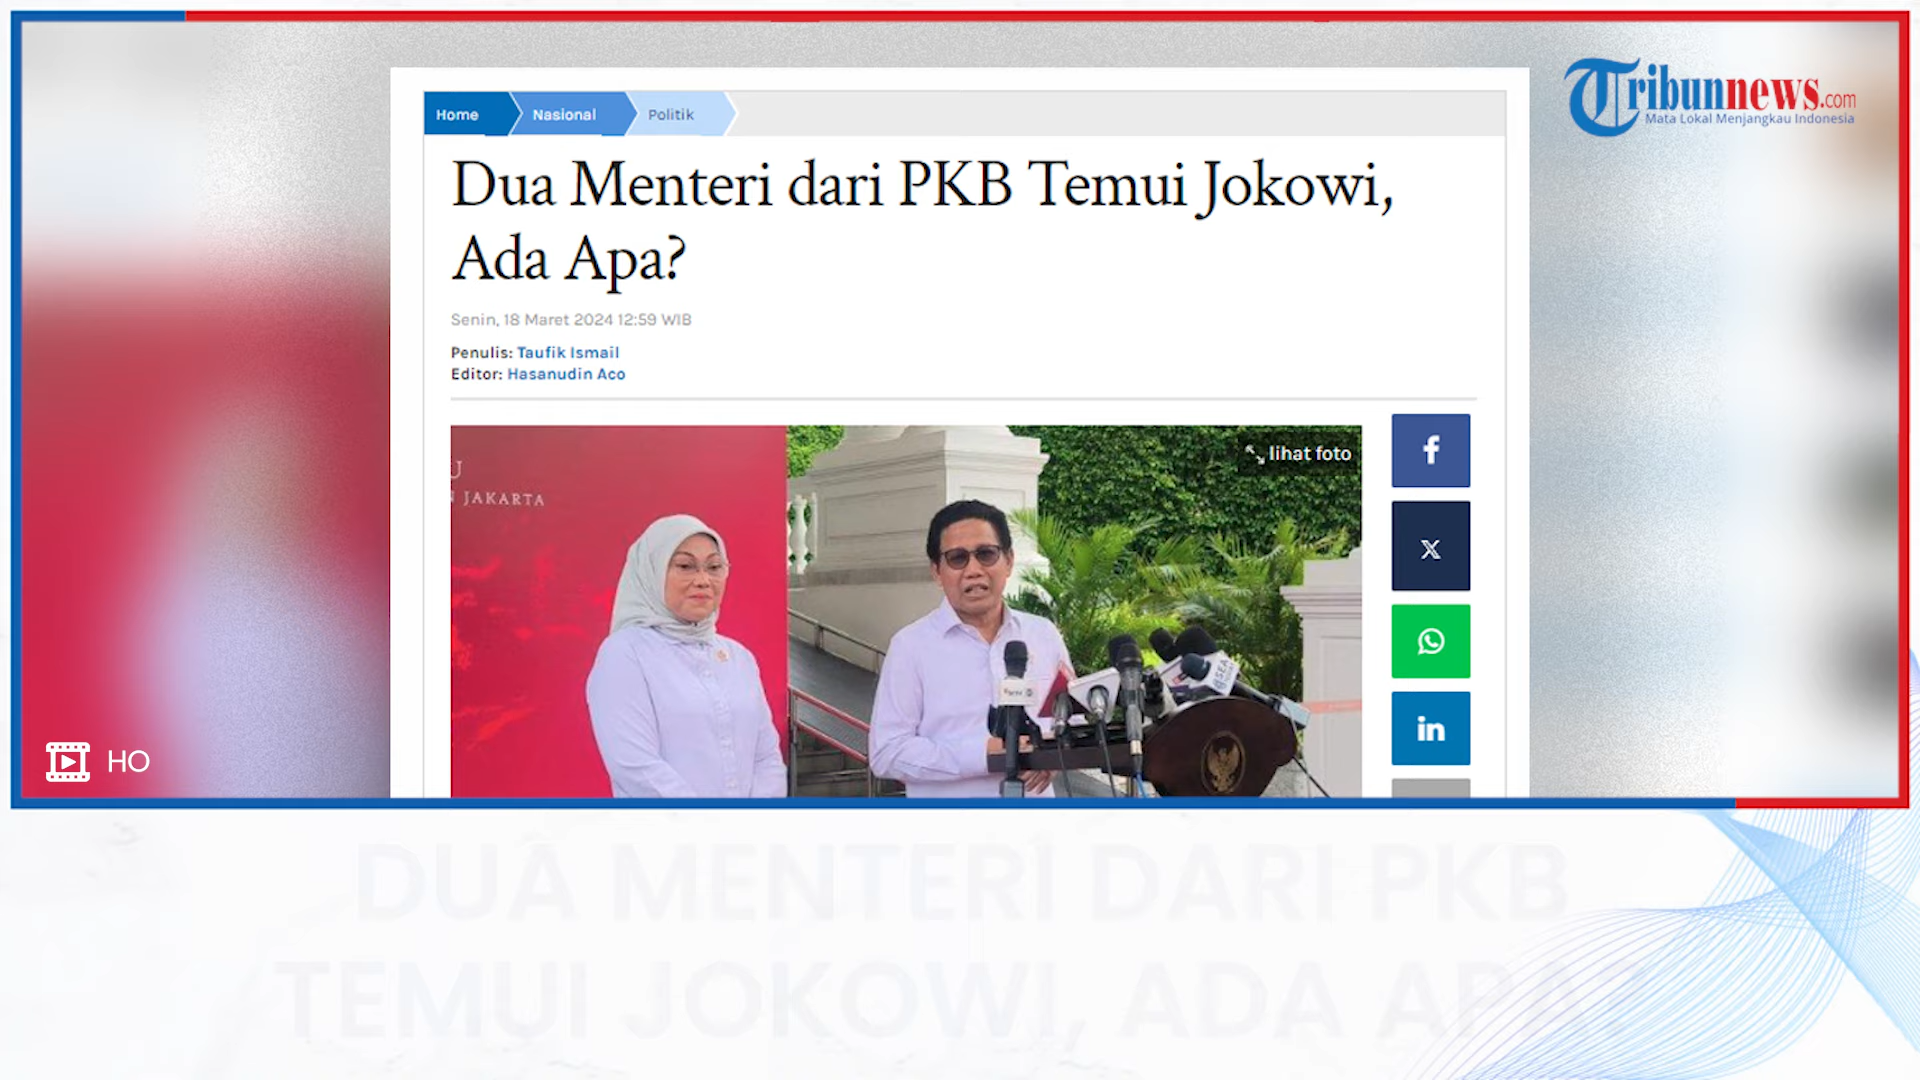 Tribunnews.com
Mata Lokal Menjangkau Indonesia
Home Nasional Politik
Dua Menteri dari PKB Temui Jokowi,
Ada Apa?
Senin, 18 Maret 2024 12:59 WIB
Penulis: Taufik Ismail
Editor: Hasanudin Aco
lihat foto
JAKARTA
SEA
HO
DUA MENTERI DARI PKB
TEMUI JOKOWI, ADA APA?